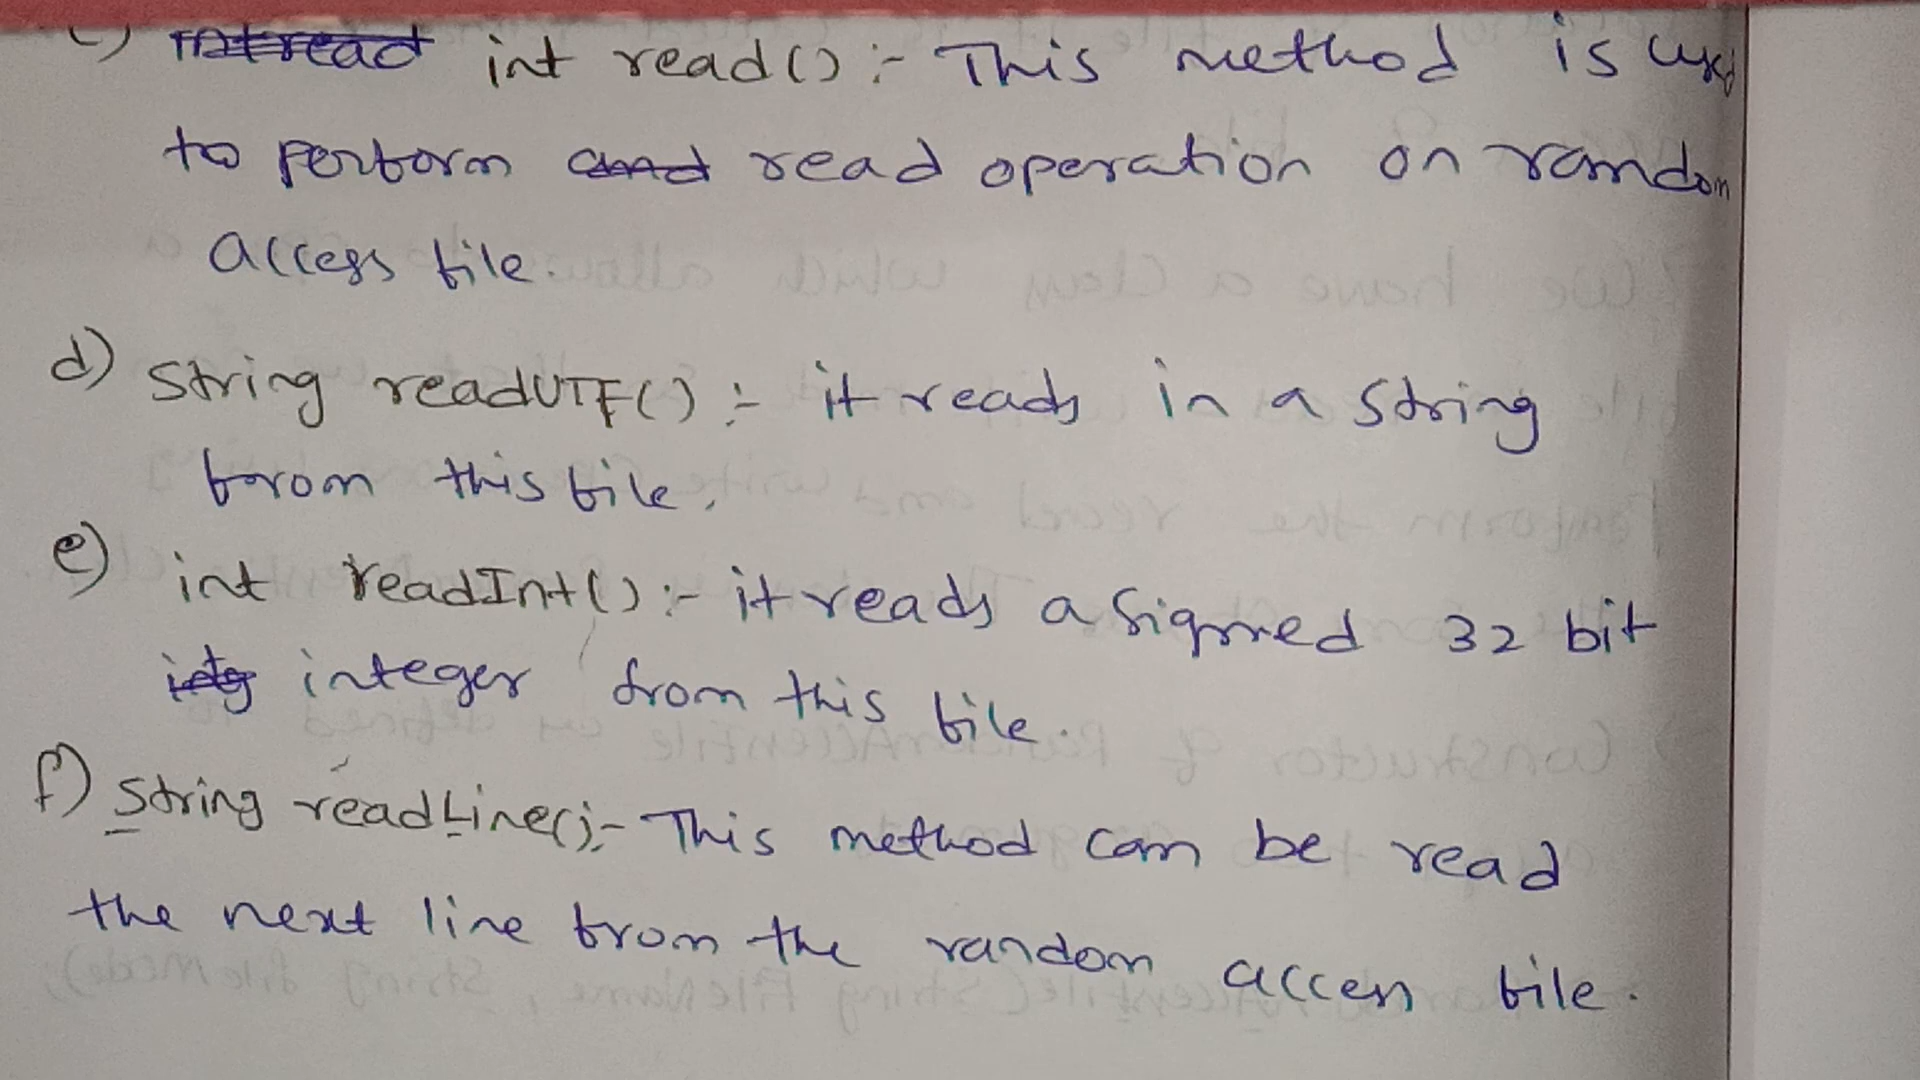 c) int read() :- This method is used
to perform read operation on random
access file.
d) String readUTF() :- it reads in a string
from this file.
e) int readInt() :- it reads a signed 32 bit
integer from this file.
f) String readLine() :- This method can be read
the next line from the random access file.